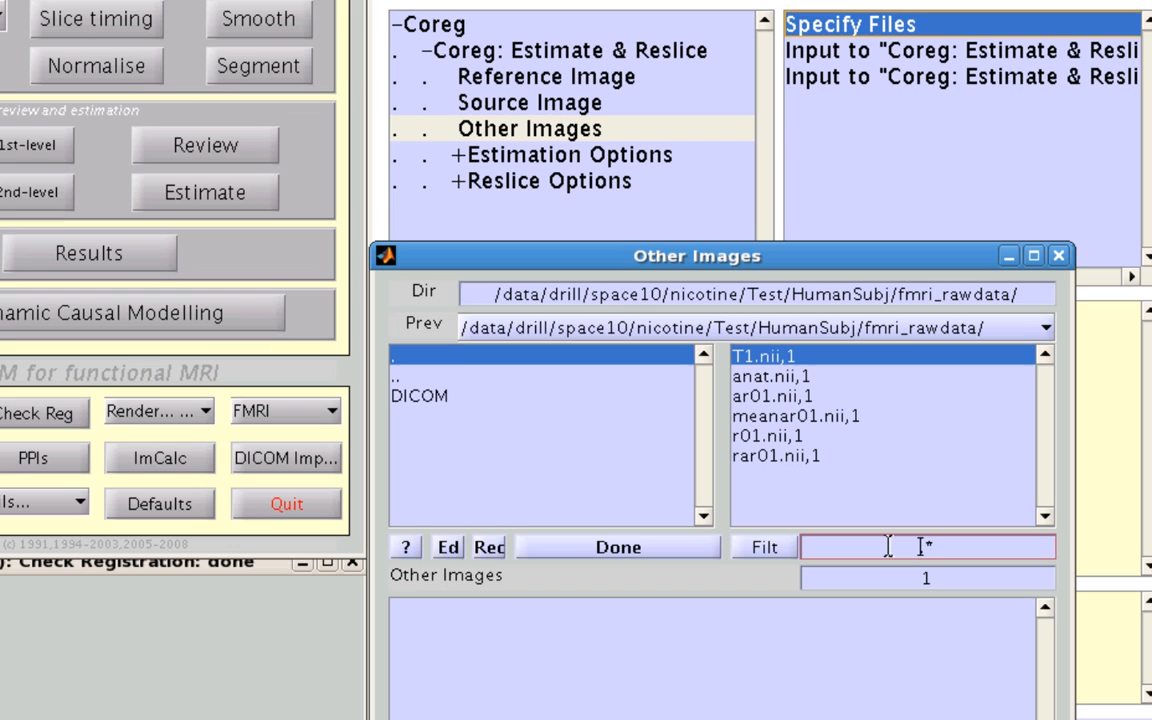 Slice timing
Smooth
Normalise
Segment
review and estimation
1st-level
Review
2nd-level
Estimate
Results
namic Causal Modelling
M for functional MRI
Check Reg
Render... ...
FMRI
PPIs
ImCalc
DICOM Imp...
ls...
Defaults
Quit
(c) 1991,1994-2003,2005-2008
): Check Registration: done
-Coreg
. -Coreg: Estimate & Reslice
. . Reference Image
. . Source Image
. . Other Images
. . +Estimation Options
. . +Reslice Options
Specify Files
Input to "Coreg: Estimate & Resli
Input to "Coreg: Estimate & Resli
Other Images
Dir /data/drill/space10/nicotine/Test/HumanSubj/fmri_rawdata/
Prev /data/drill/space10/nicotine/Test/HumanSubj/fmri_rawdata/
.
..
DICOM
T1.nii,1
anat.nii,1
ar01.nii,1
meanar01.nii,1
r01.nii,1
rar01.nii,1
? Ed Rec Done Filt .*
Other Images 1